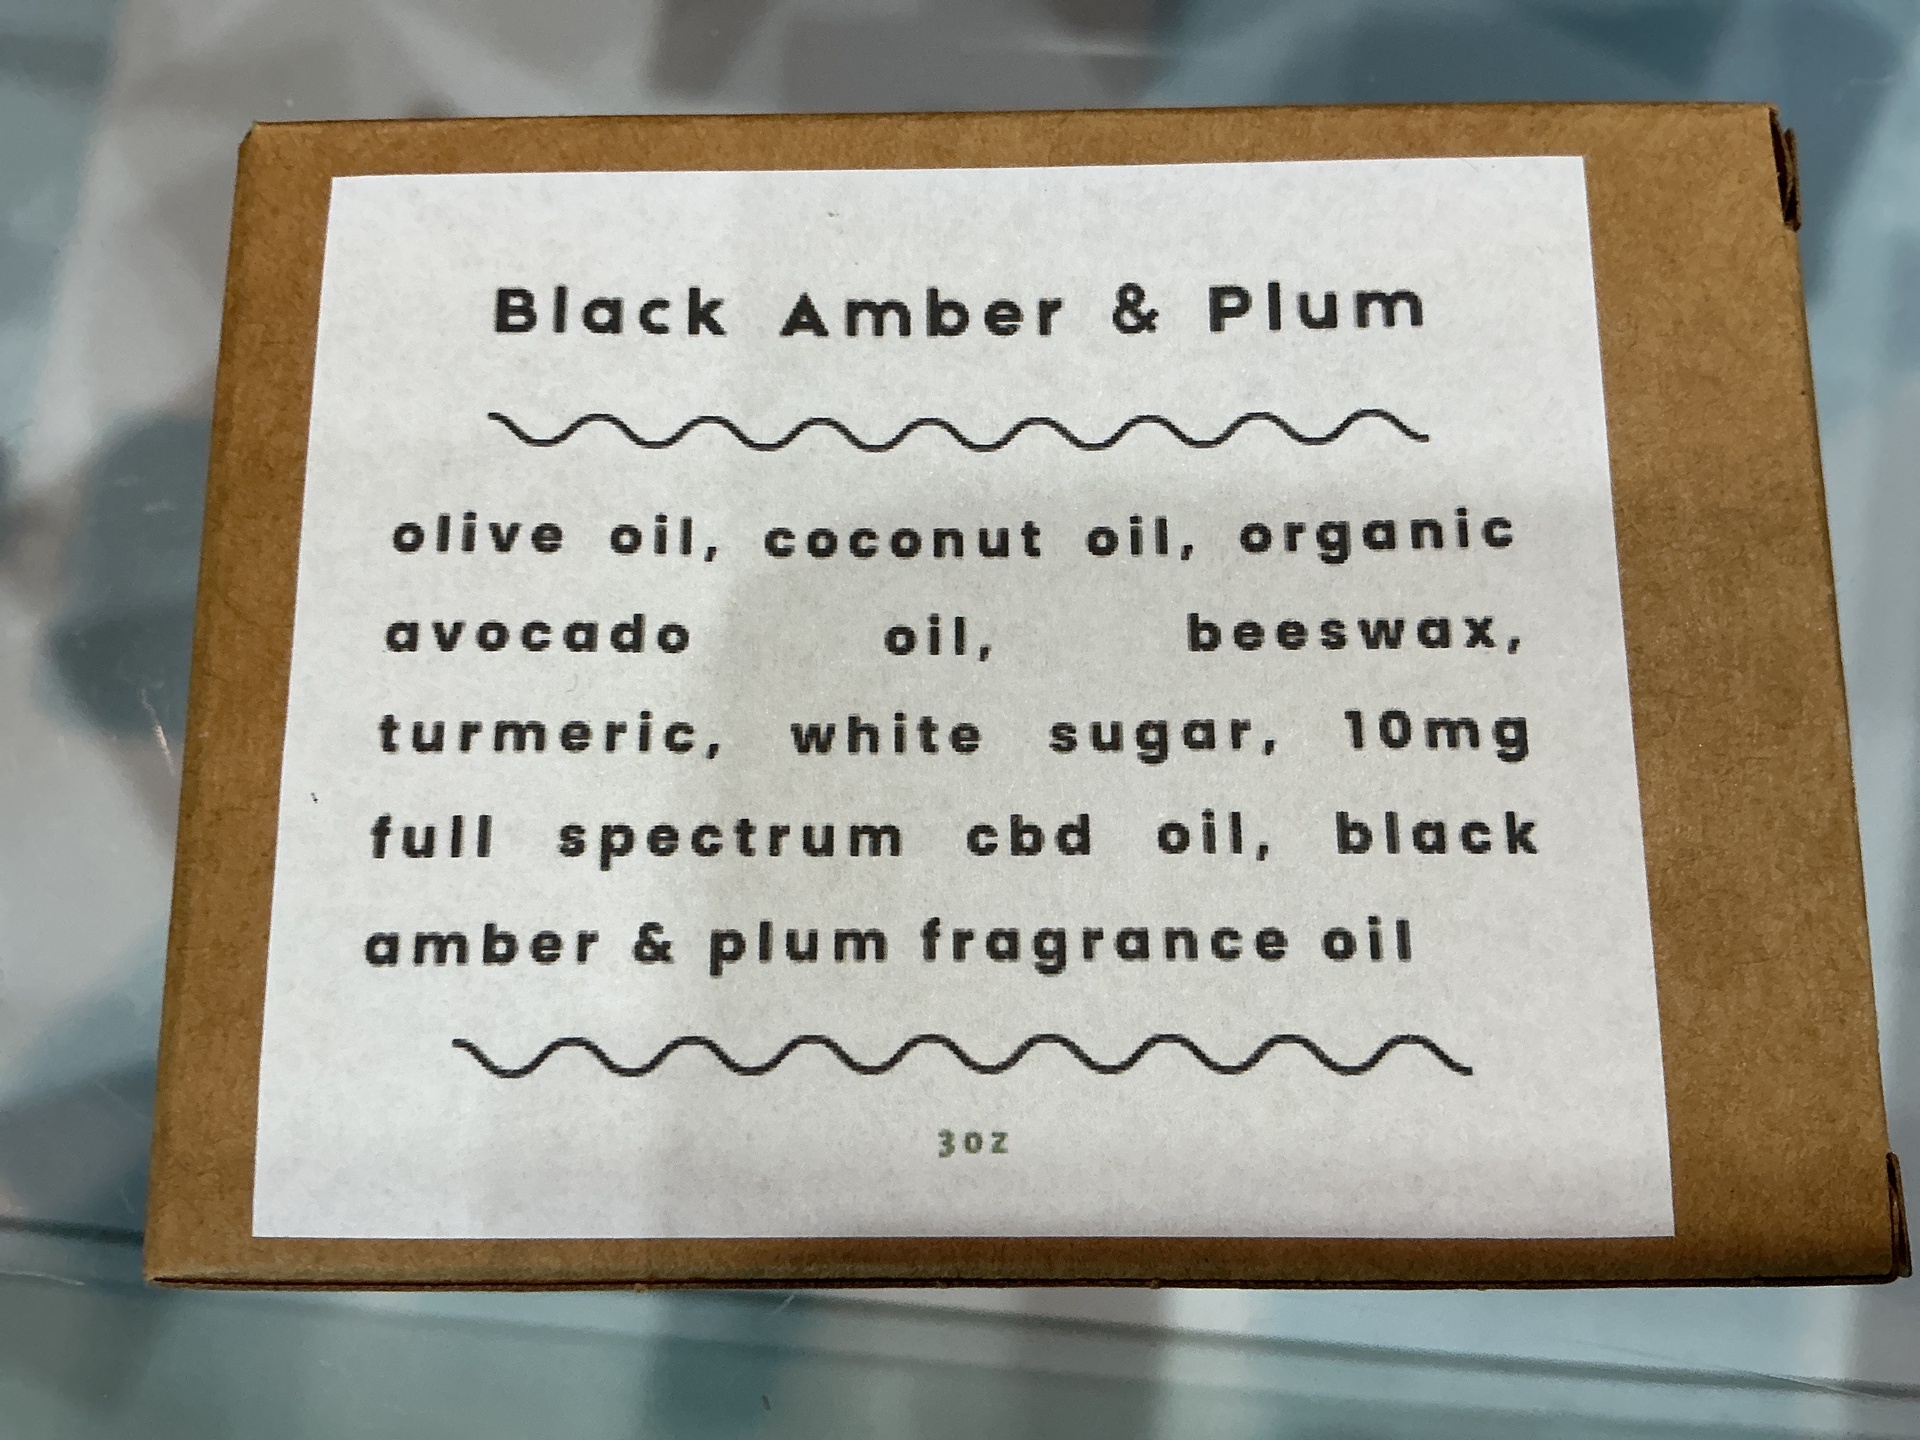 Black Amber & Plum
olive oil, coconut oil, organic
avocado oil, beeswax,
turmeric, white sugar, 10mg
full spectrum cbd oil, black
amber & plum fragrance oil
3oz